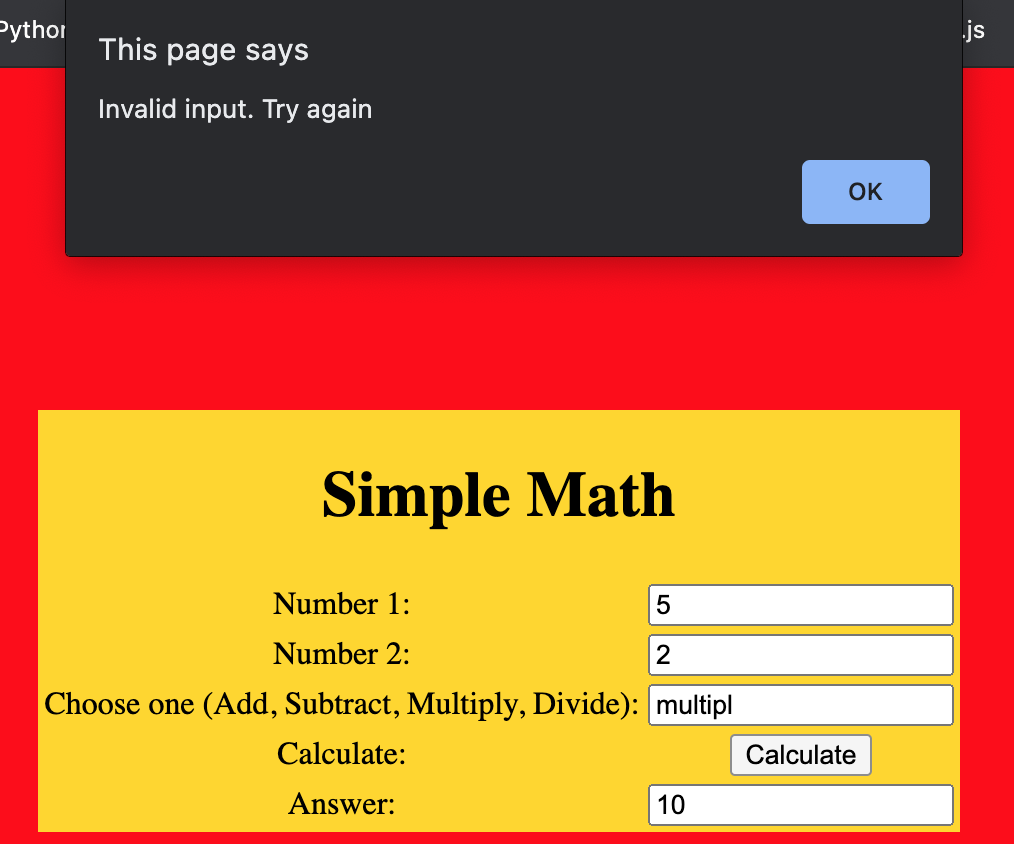 This page says
.js
Invalid input. Try again
OK
Simple Math
Number 1: 5
Number 2: 2
Choose one (Add, Subtract, Multiply, Divide): multipl
Calculate: Calculate
Answer: 10